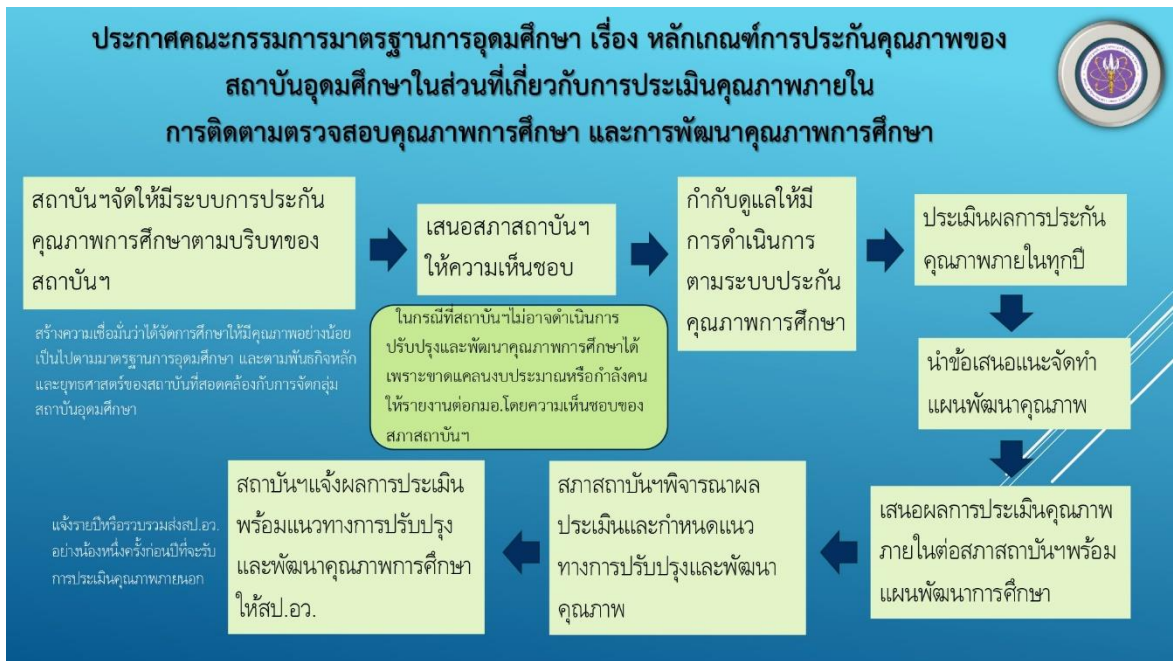 ประกาศคณะกรรมการมาตรฐานการอุดมศึกษา เรื่อง หลักเกณฑ์การประกันคุณภาพของ
สถาบันอุดมศึกษาในส่วนที่เกี่ยวกับการประเมินคุณภาพภายใน
การติดตามตรวจสอบคุณภาพการศึกษา และการพัฒนาคุณภาพการศึกษา
สถาบันฯจัดให้มีระบบการประกัน
คุณภาพการศึกษาตามบริบทของ
สถาบันฯ
สร้างความเชื่อมั่นว่าได้จัดการศึกษาให้มีคุณภาพอย่างน้อย
เป็นไปตามมาตรฐานการอุดมศึกษา และตามพันธกิจหลัก
และยุทธศาสตร์ของสถาบันที่สอดคล้องกับการจัดกลุ่ม
สถาบันอุดมศึกษา
เสนอสภาสถาบันฯ
ให้ความเห็นชอบ
ในกรณีที่สถาบันฯไม่อาจดำเนินการ
ปรับปรุงและพัฒนาคุณภาพการศึกษาได้
เพราะขาดแคลนงบประมาณหรือกำลังคน
ให้รายงานต่อกมอ.โดยความเห็นชอบของ
สภาสถาบันฯ
กำกับดูแลให้มี
การดำเนินการ
ตามระบบประกัน
คุณภาพการศึกษา
ประเมินผลการประกัน
คุณภาพภายในทุกปี
นำข้อเสนอแนะจัดทำ
แผนพัฒนาคุณภาพ
เสนอผลการประเมินคุณภาพ
ภายในต่อสภาสถาบันฯพร้อม
แผนพัฒนาการศึกษา
สภาสถาบันฯพิจารณาผล
ประเมินและกำหนดแนว
ทางการปรับปรุงและพัฒนา
คุณภาพ
สถาบันฯแจ้งผลการประเมิน
พร้อมแนวทางการปรับปรุง
และพัฒนาคุณภาพการศึกษา
ให้สป.อว.
แจ้งรายปีหรือรวบรวมส่งสป.อว.
อย่างน้องหนึ่งครั้งก่อนปีที่จะรับ
การประเมินคุณภาพภายนอก